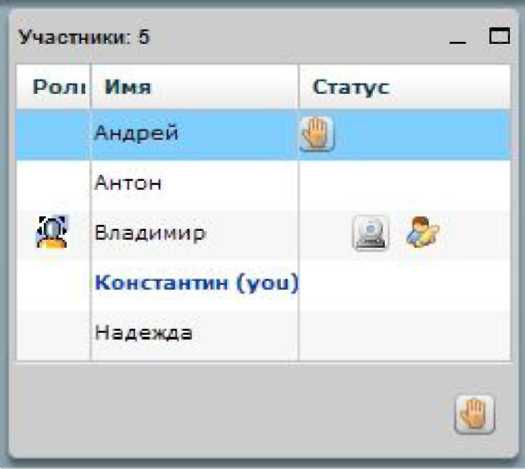 Участники: 5
Роль Имя Статус
Андрей
Антон
Владимир
Константин (you)
Надежда